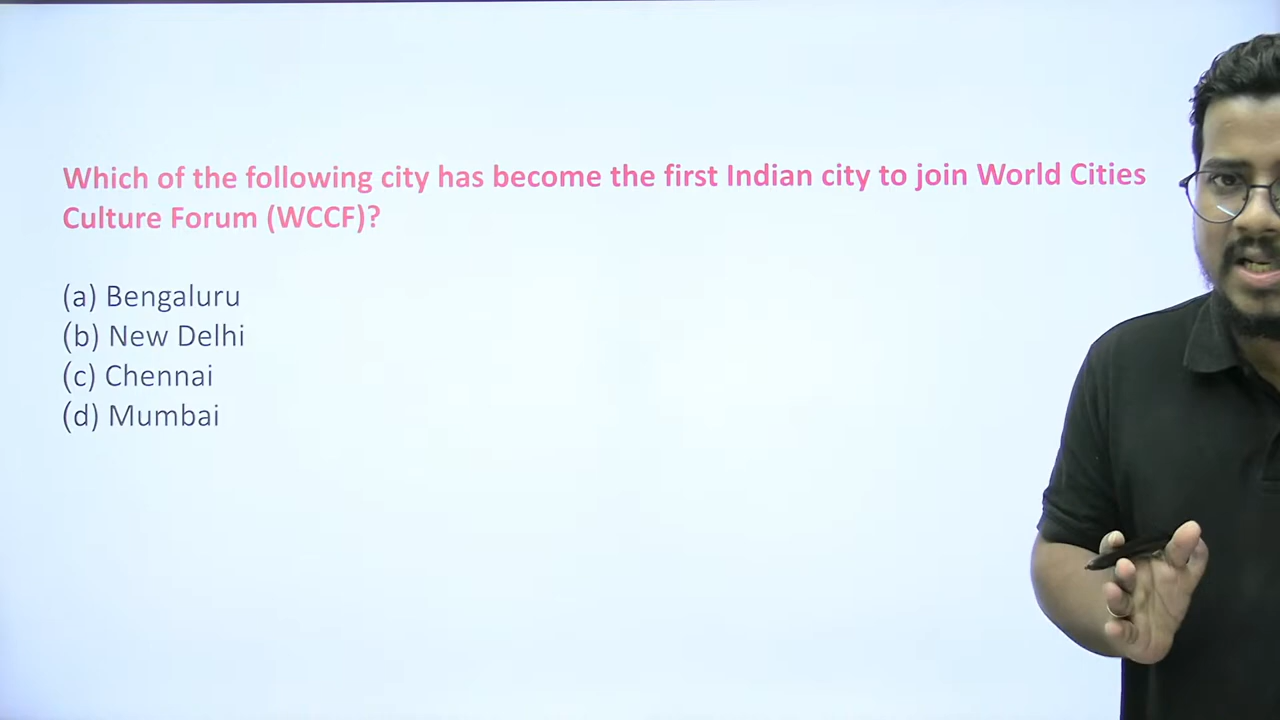 Which of the following city has become the first Indian city to join World Cities
Culture Forum (WCCF)?
(a) Bengaluru
(b) New Delhi
(c) Chennai
(d) Mumbai